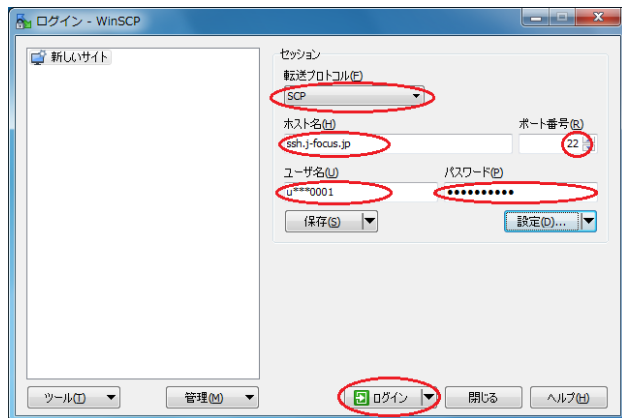 ログイン - WinSCP
新しいサイト
セッション
転送プロトコル(F)
SCP
ホスト名(H)
ポート番号(R)
ssh.j-focus.jp
22
ユーザ名(U)
パスワード(P)
u***0001
●●●●●●●●●●
保存(S)
設定(D)...
ツール(T)
管理(M)
ログイン
閉じる
ヘルプ(H)